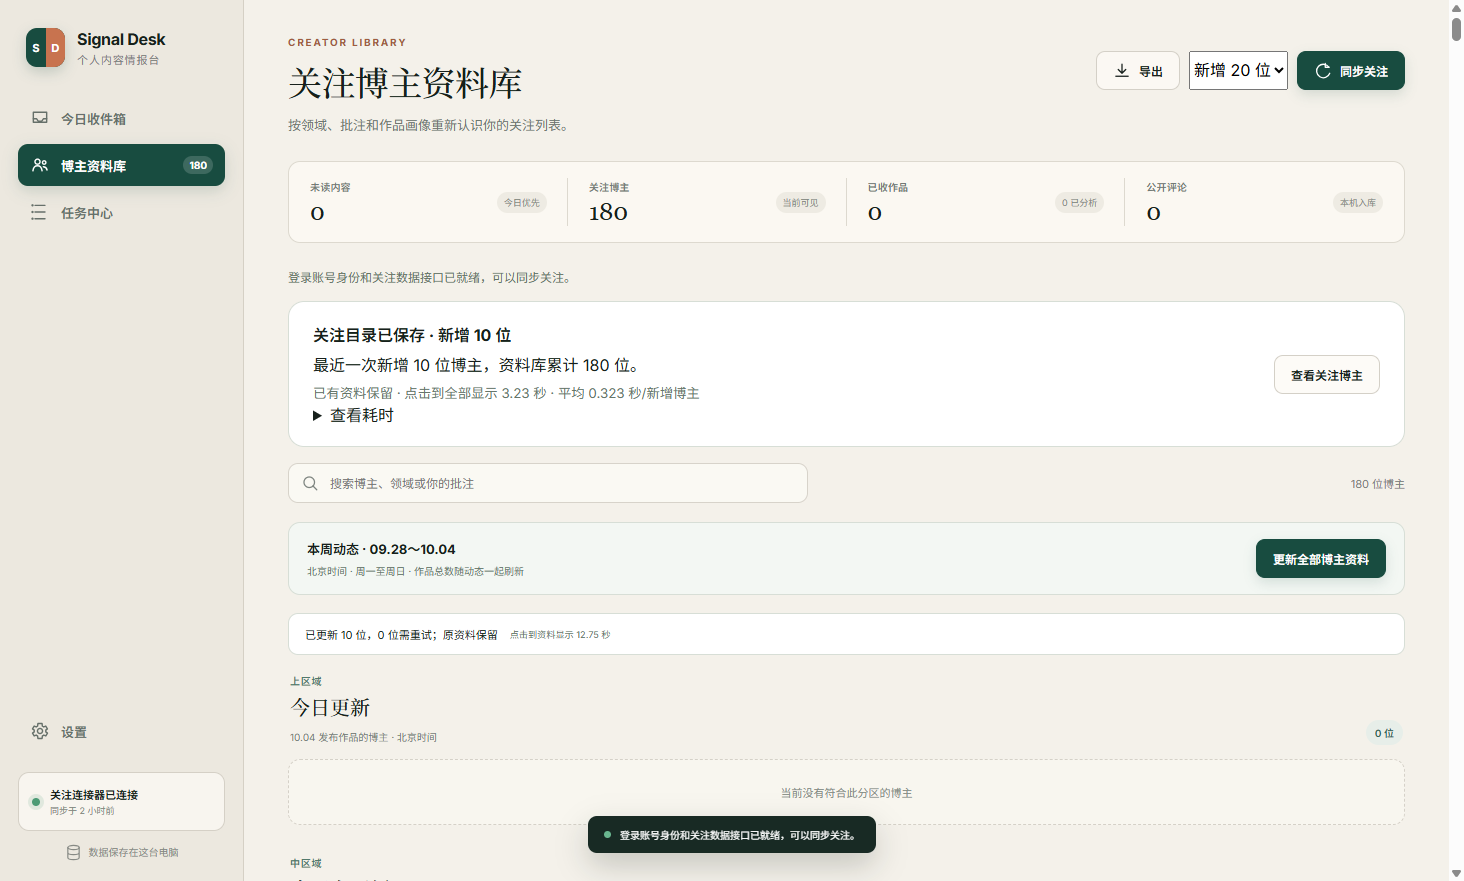 S D
Signal Desk
个人内容情报台
今日收件箱
博主资料库 180
任务中心
设置
关注连接器已连接
同步于 2 小时前
数据保存在这台电脑
CREATOR LIBRARY
关注博主资料库
按领域、批注和作品画像重新认识你的关注列表。
导出
新增 20 位
同步关注
未读内容
0
今日优先
关注博主
180
当前可见
已收作品
0
0 已分析
公开评论
0
本机入库
登录账号身份和关注数据接口已就绪，可以同步关注。
关注目录已保存 · 新增 10 位
最近一次新增 10 位博主，资料库累计 180 位。
已有资料保留 · 点击到全部显示 3.23 秒 · 平均 0.323 秒/新增博主
查看耗时
查看关注博主
搜索博主、领域或你的批注
180 位博主
本周动态 · 09.28～10.04
北京时间 · 周一至周日 · 作品总数随动态一起刷新
更新全部博主资料
已更新 10 位，0 位需重试；原资料保留 点击到资料显示 12.75 秒
上区域
今日更新
10.04 发布作品的博主 · 北京时间
0 位
当前没有符合此分区的博主
登录账号身份和关注数据接口已就绪，可以同步关注。
中区域